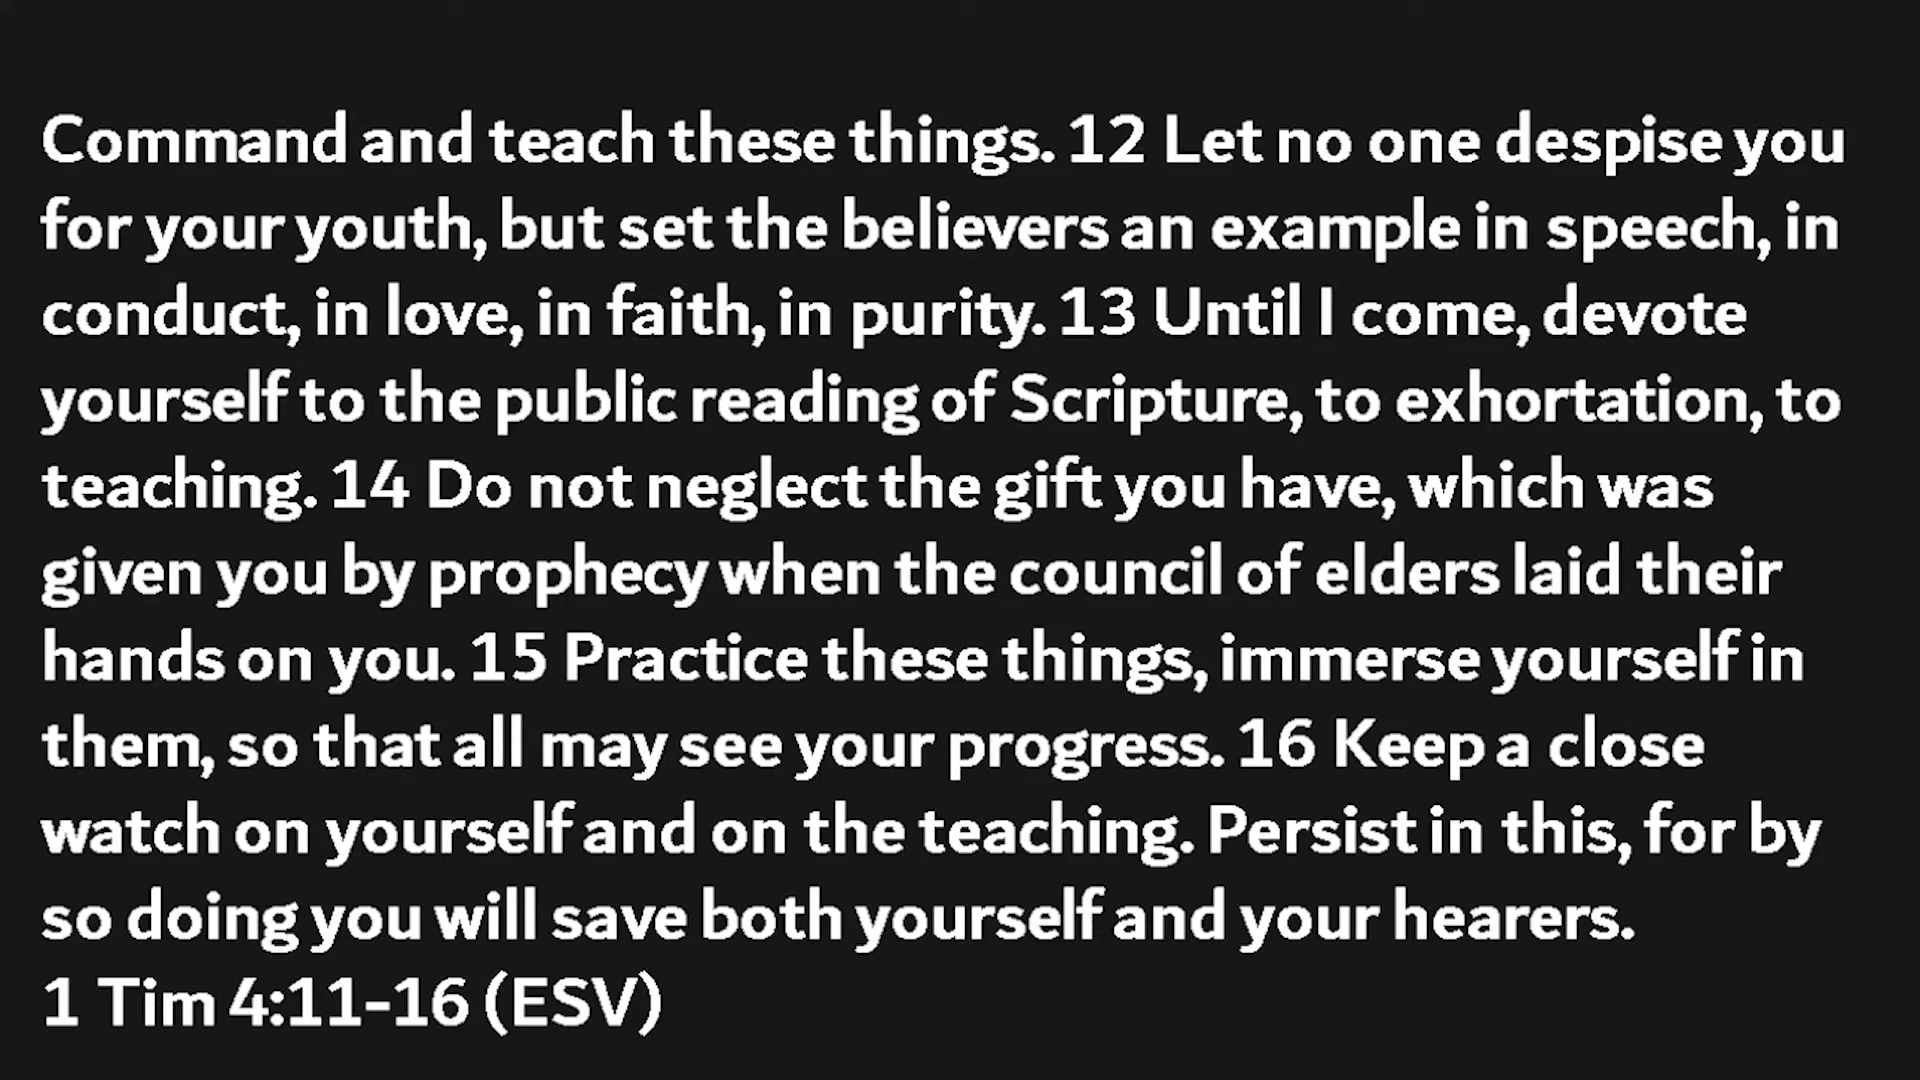 Command and teach these things. 12 Let no one despise you
for your youth, but set the believers an example in speech, in
conduct, in love, in faith, in purity. 13 Until I come, devote
yourself to the public reading of Scripture, to exhortation, to
teaching. 14 Do not neglect the gift you have, which was
given you by prophecy when the council of elders laid their
hands on you. 15 Practice these things, immerse yourself in
them, so that all may see your progress. 16 Keep a close
watch on yourself and on the teaching. Persist in this, for by
so doing you will save both yourself and your hearers.
1 Tim 4:11-16 (ESV)